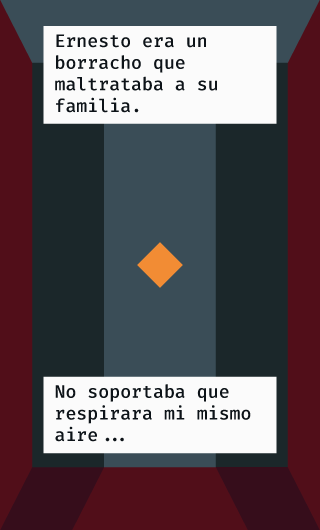 Ernesto era un
borracho que
maltrataba a su
familia.
No soportaba que
respirara mi mismo
aire...